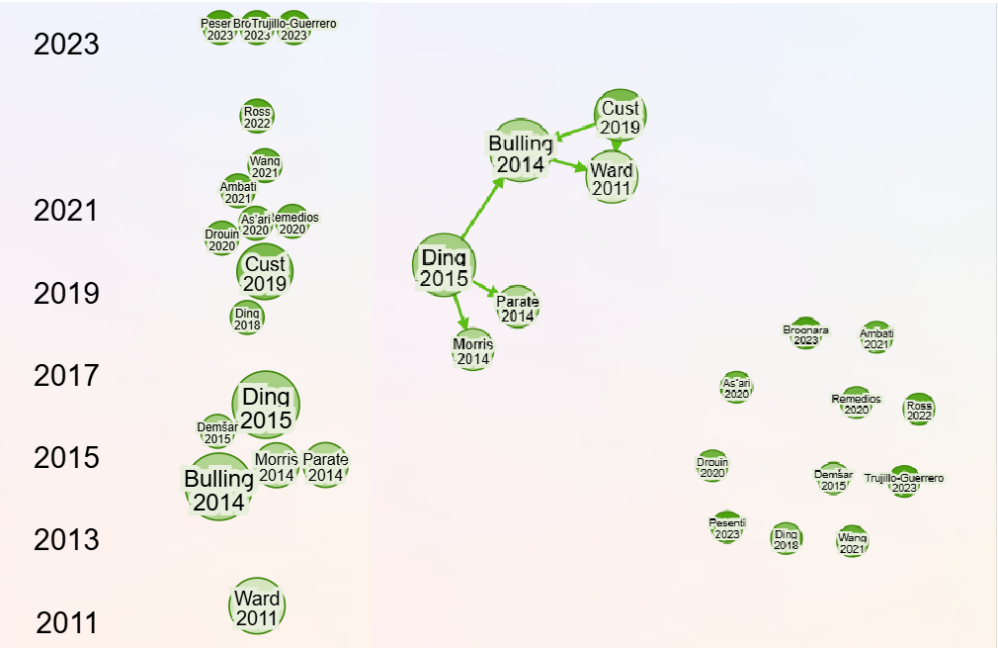 2023
Peser
2023
Bro
2023
Trujillo-Guerrero
2023
Ross
2022
Wang
2021
Ambati
2021
2021
As'ari
2020
emedios
2020
Drouin
2020
Cust
2019
2019
Ding
2018
2017
Ding
2015
Demšar
2015
2015
Morris
2014
Parate
2014
Bulling
2014
2013
Ward
2011
2011
Cust
2019
Bulling
2014
Ward
2011
Ding
2015
Parate
2014
Morris
2014
Brognara
2023
Ambati
2021
As'ari
2020
Remedios
2020
Ross
2022
Drouin
2020
Demšar
2015
Trujillo-Guerrero
2023
Pesenti
2023
Ding
2018
Wang
2021